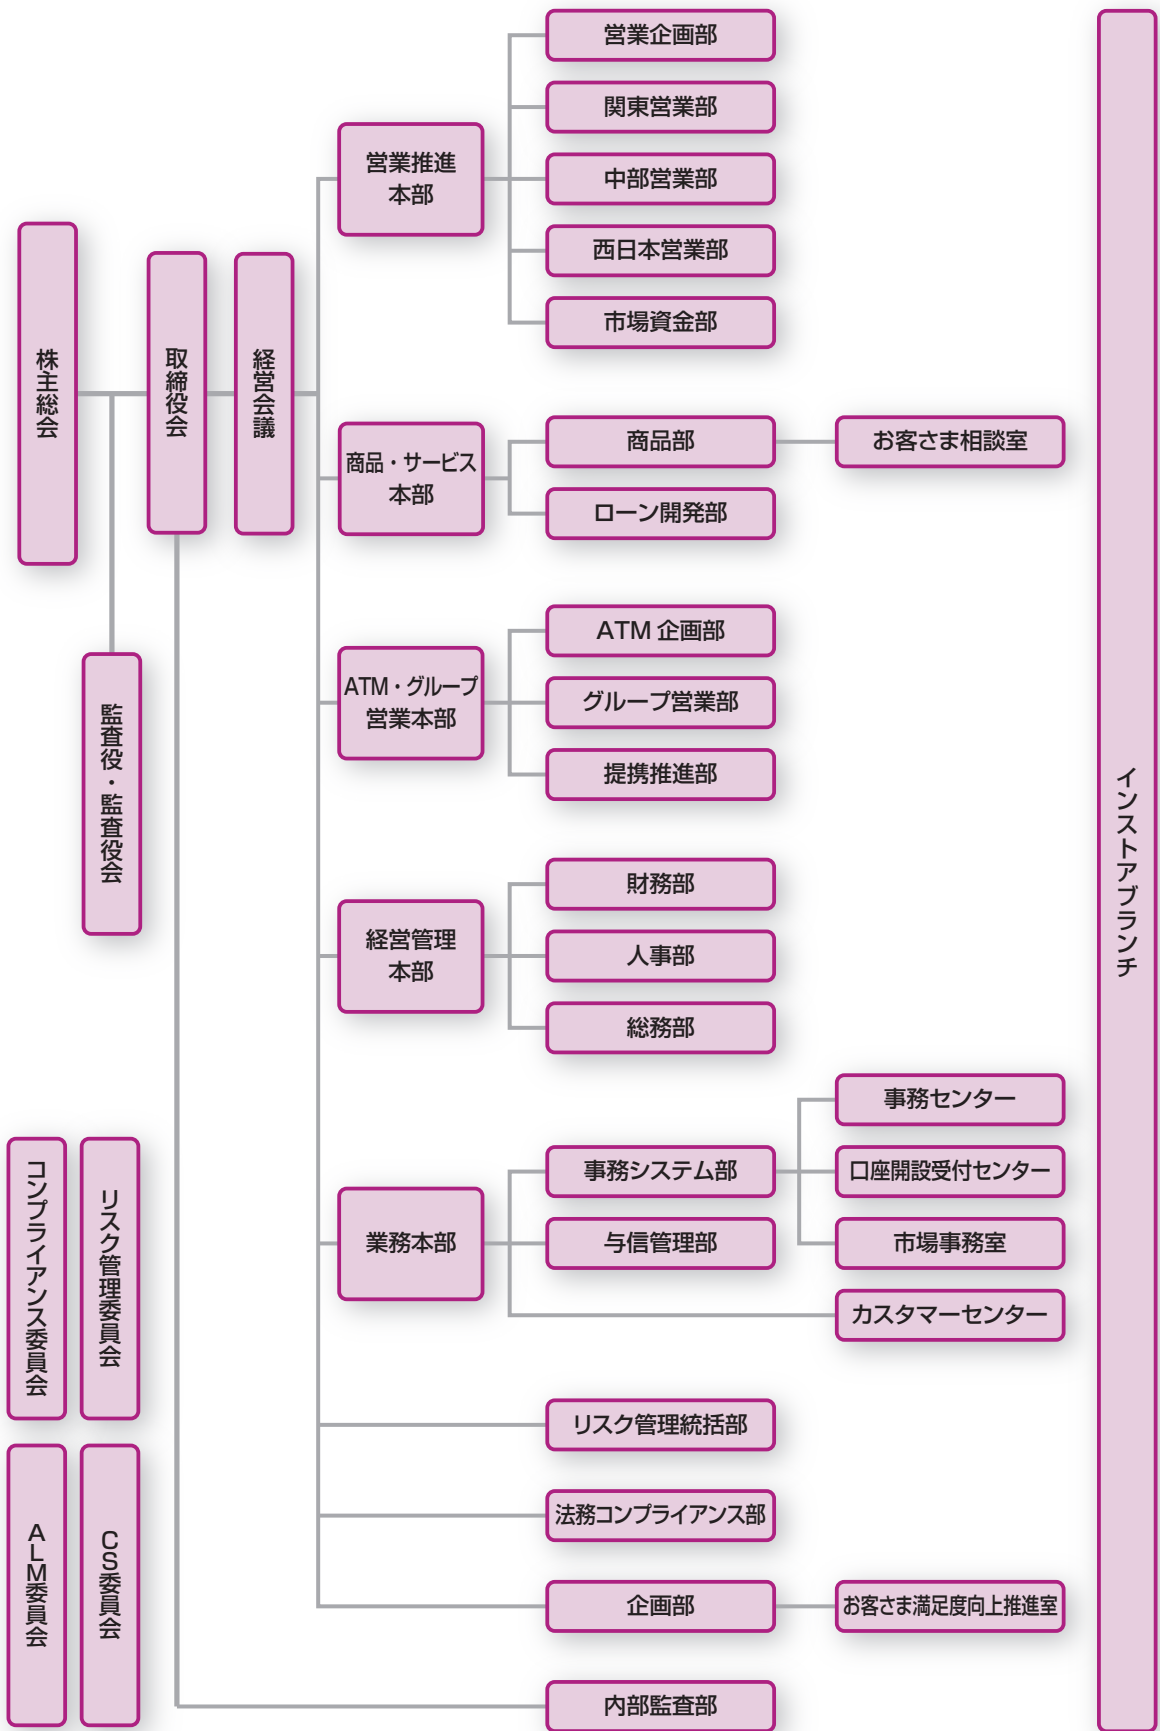 株主総会
監査役・監査役会
取締役会
経営会議
営業推進
本部
営業企画部
関東営業部
中部営業部
西日本営業部
市場資金部
商品・サービス
本部
商品部
お客さま相談室
ローン開発部
ATM・グループ
営業本部
ATM 企画部
グループ営業部
提携推進部
経営管理
本部
財務部
人事部
総務部
業務本部
事務システム部
事務センター
口座開設受付センター
市場事務室
与信管理部
カスタマーセンター
リスク管理統括部
法務コンプライアンス部
企画部
お客さま満足度向上推進室
内部監査部
コンプライアンス委員会
リスク管理委員会
ALM委員会
CS委員会
インストアブランチ